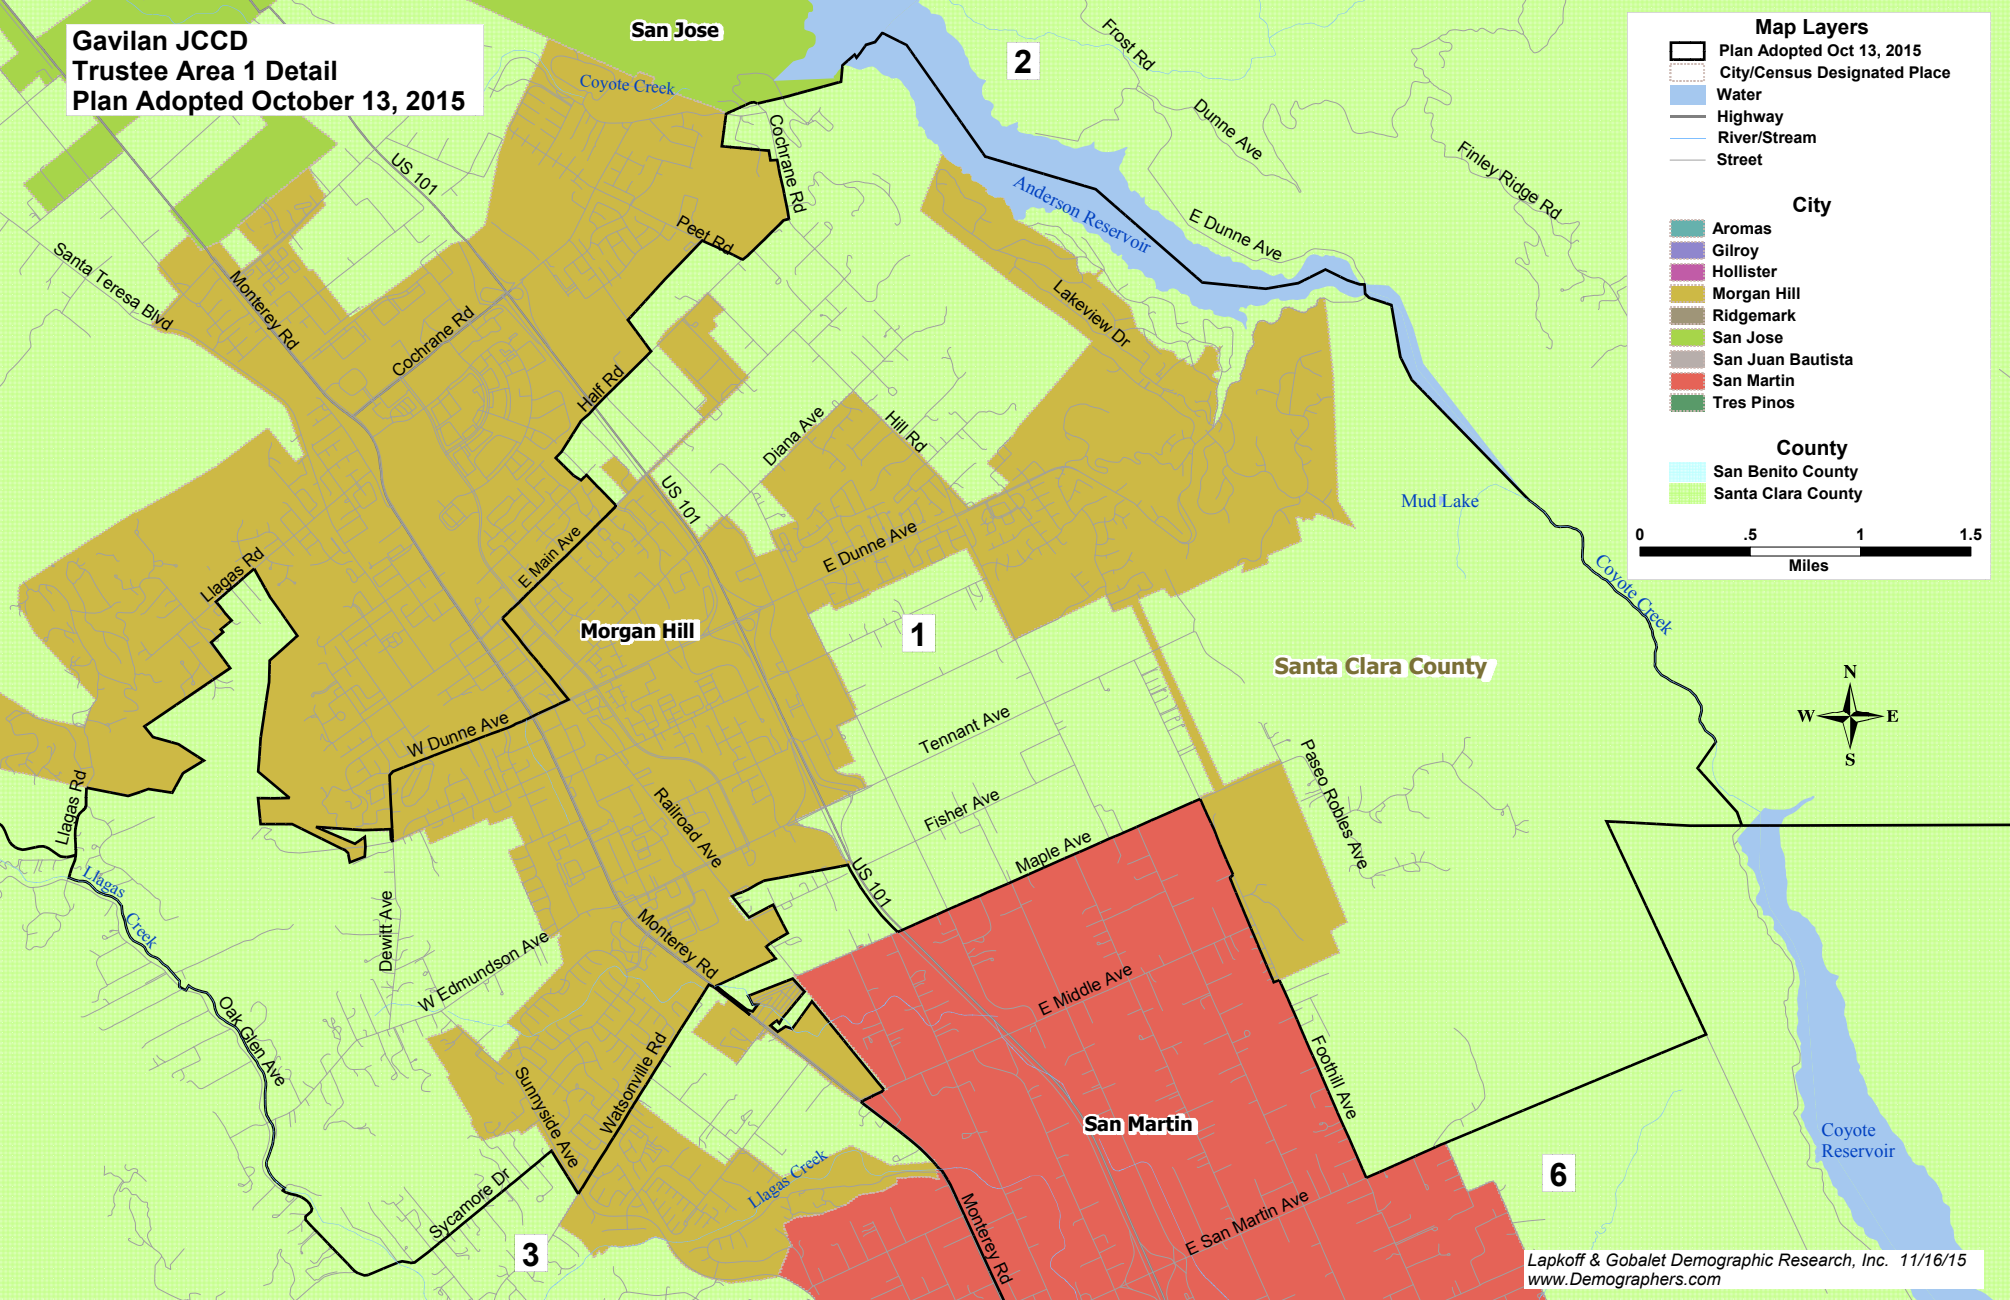 Gavilan JCCD
Trustee Area 1 Detail
Plan Adopted October 13, 2015
San Jose
2
Map Layers
Plan Adopted Oct 13, 2015
City/Census Designated Place
Water
Highway
River/Stream
Street
City
Aromas
Gilroy
Hollister
Morgan Hill
Ridgemark
San Jose
San Juan Bautista
San Martin
Tres Pinos
County
San Benito County
Santa Clara County
0 .5 1 1.5
Miles
Coyote Creek
Frost Rd
Dunne Ave
Finley Ridge Rd
US 101
Cochrane Rd
Peet Rd
Anderson Reservoir
E Dunne Ave
Santa Teresa Blvd
Monterey Rd
Cochrane Rd
Lakeview Dr
Half Rd
Diana Ave
Hill Rd
US 101
Mud Lake
E Dunne Ave
E Main Ave
Llagas Rd
Coyote Creek
Morgan Hill
1
Santa Clara County
N
W E
S
W Dunne Ave
Tennant Ave
Paseo Robles Ave
Llagas Rd
Railroad Ave
Fisher Ave
Maple Ave
US 101
Llagas
Creek
Dewitt Ave
W Edmundson Ave
Monterey Rd
E Middle Ave
Oak Glen Ave
Sunnyside Ave
Watsonville Rd
Foothill Ave
San Martin
Coyote
Reservoir
6
Sycamore Dr
Llagas Creek
Monterey Rd
E San Martin Ave
3
Lapkoff & Gobalet Demographic Research, Inc. 11/16/15
www.Demographers.com